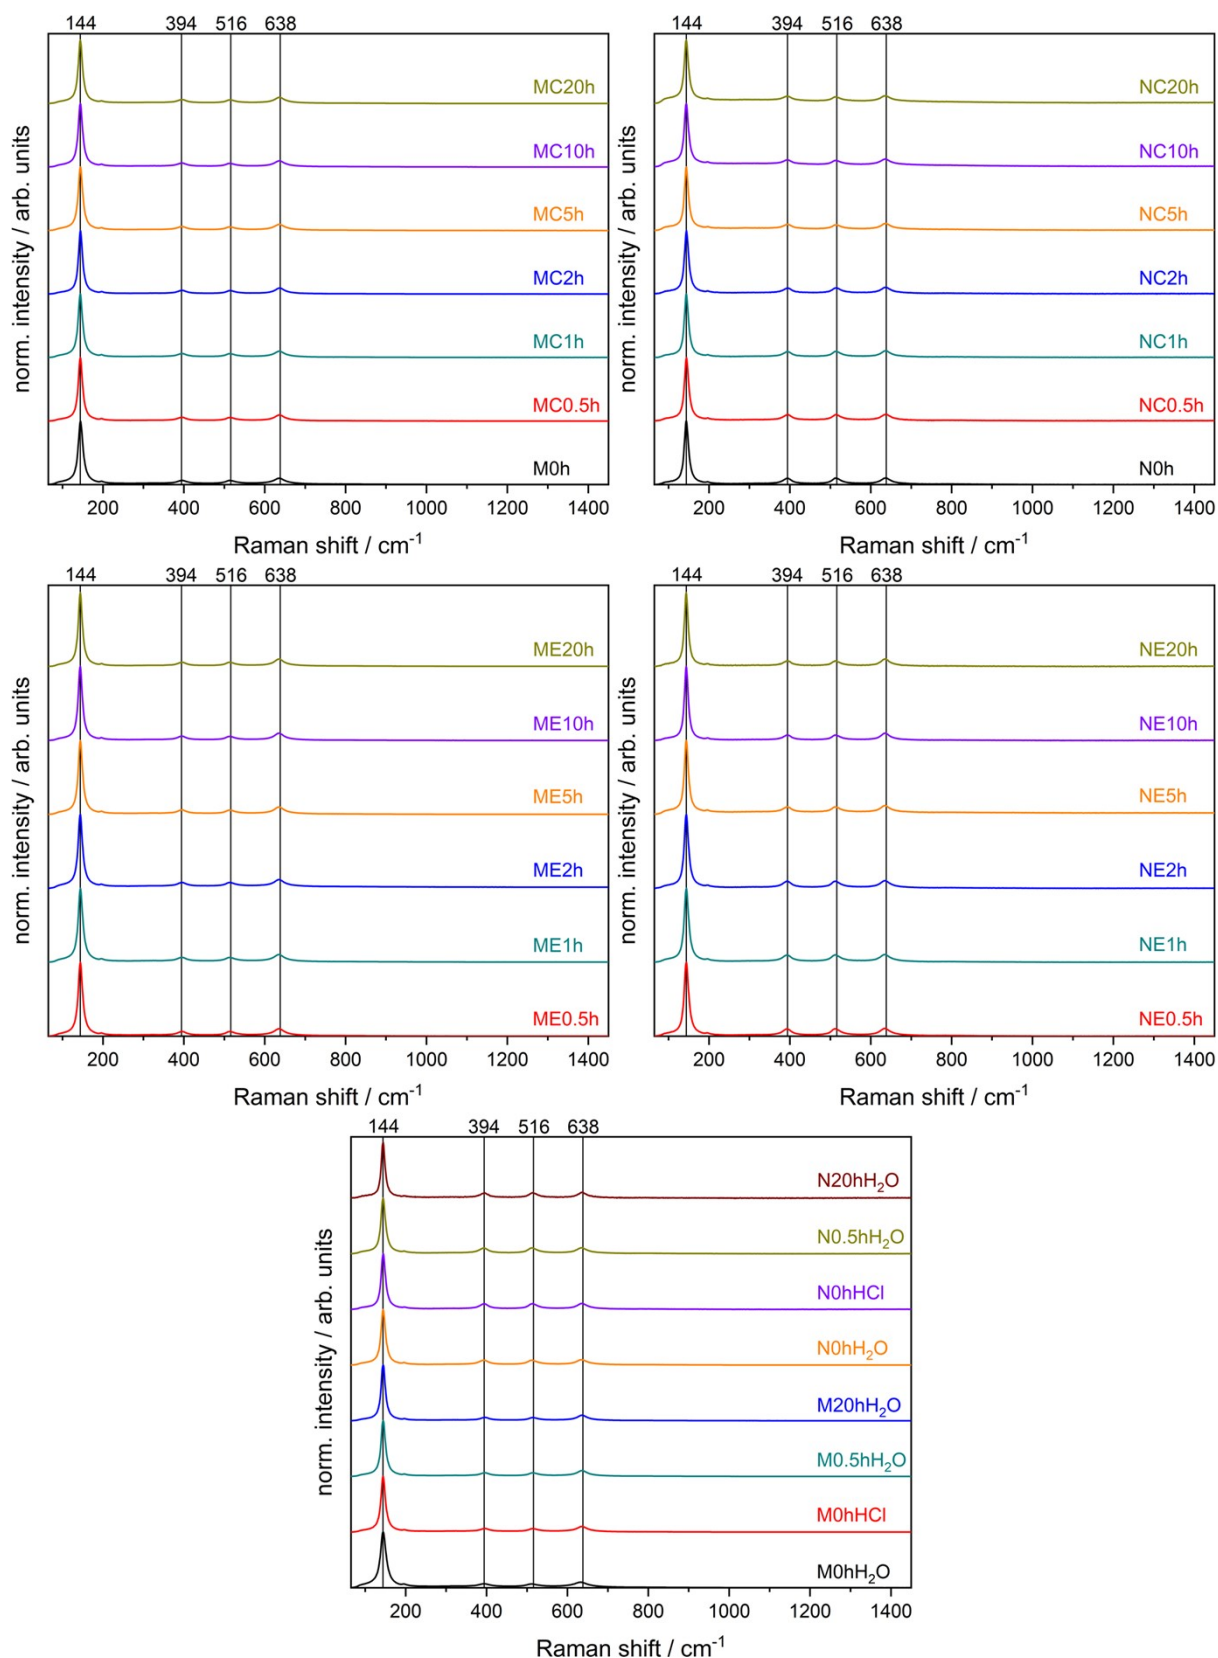 144 394 516 638
MC20h
MC10h
MC5h
MC2h
MC1h
MC0.5h
M0h
norm. intensity / arb. units
200 400 600 800 1000 1200 1400
Raman shift / cm⁻¹
144 394 516 638
NC20h
NC10h
NC5h
NC2h
NC1h
NC0.5h
N0h
norm. intensity / arb. units
200 400 600 800 1000 1200 1400
Raman shift / cm⁻¹
144 394 516 638
ME20h
ME10h
ME5h
ME2h
ME1h
ME0.5h
norm. intensity / arb. units
200 400 600 800 1000 1200 1400
Raman shift / cm⁻¹
144 394 516 638
NE20h
NE10h
NE5h
NE2h
NE1h
NE0.5h
norm. intensity / arb. units
200 400 600 800 1000 1200 1400
Raman shift / cm⁻¹
144 394 516 638
N20hH₂O
N0.5hH₂O
N0hHCl
N0hH₂O
M20hH₂O
M0.5hH₂O
M0hHCl
M0hH₂O
norm. intensity / arb. units
200 400 600 800 1000 1200 1400
Raman shift / cm⁻¹